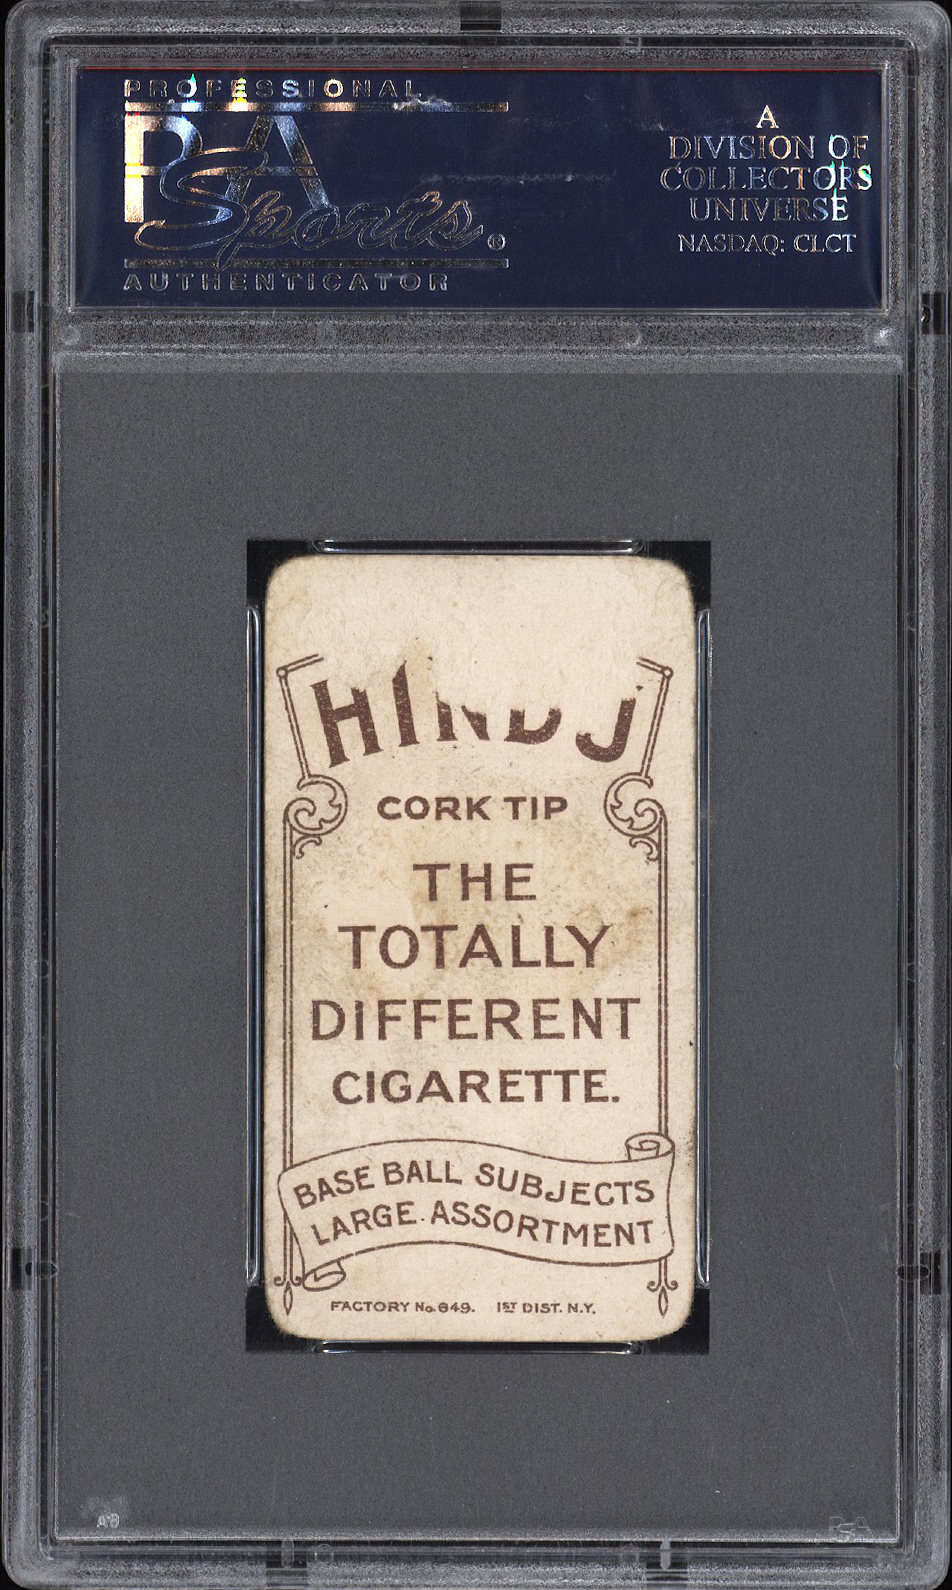 PROFESSIONAL
PSA
Sports®
AUTHENTICATOR
A
DIVISION OF
COLLECTORS
UNIVERSE
NASDAQ: CLCT
HINDU
CORK TIP
THE
TOTALLY
DIFFERENT
CIGARETTE.
BASE BALL SUBJECTS
LARGE ASSORTMENT
FACTORY No. 649. 1ST DIST. N.Y.
PSA